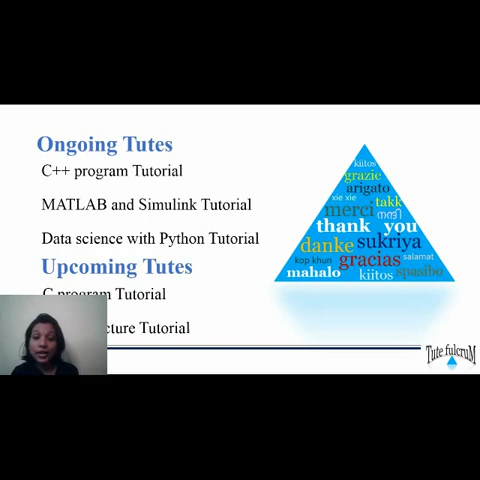 Ongoing Tutes
C++ program Tutorial
MATLAB and Simulink Tutorial
Data science with Python Tutorial
Upcoming Tutes
C program Tutorial
cture Tutorial
kiitos
grazie
arigato
xie xie takk
merci നന്ദി
thank you
danke sukriya
kop khun gracias salamat
mahalo kiitos spasibo
Tute fulcruM